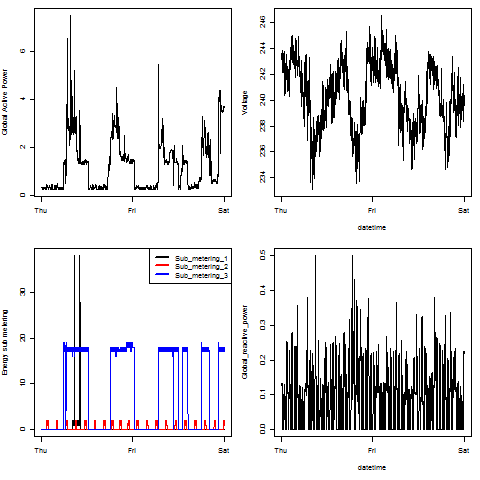 Global Active Power
6
4
2
0
Thu
Fri
Sat
Voltage
246
244
242
240
238
236
234
Thu
Fri
Sat
datetime
Energy sub metering
30
20
10
0
Sub_metering_1
Sub_metering_2
Sub_metering_3
Thu
Fri
Sat
Global_reactive_power
0.5
0.4
0.3
0.2
0.1
0.0
Thu
Fri
Sat
datetime